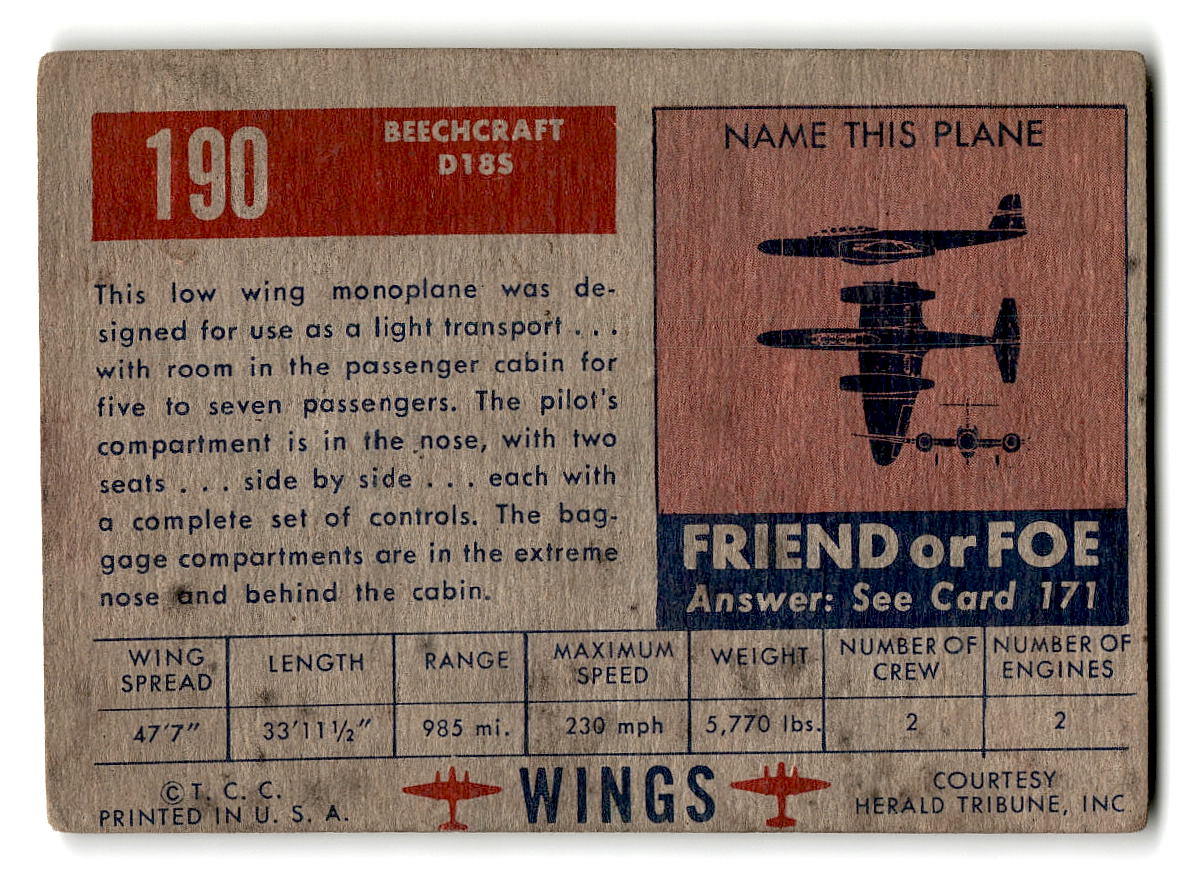 190
BEECHCRAFT
D18S
This low wing monoplane was de-
signed for use as a light transport . . .
with room in the passenger cabin for
five to seven passengers. The pilot's
compartment is in the nose, with two
seats . . . side by side . . . each with
a complete set of controls. The bag-
gage compartments are in the extreme
nose and behind the cabin.
NAME THIS PLANE
FRIEND or FOE
Answer: See Card 171
WING SPREAD LENGTH RANGE MAXIMUM SPEED WEIGHT NUMBER OF CREW NUMBER OF ENGINES
47'7" 33'11½" 985 mi. 230 mph 5,770 lbs. 2 2
© T. C. C.
PRINTED IN U. S. A.
WINGS
COURTESY
HERALD TRIBUNE, INC.